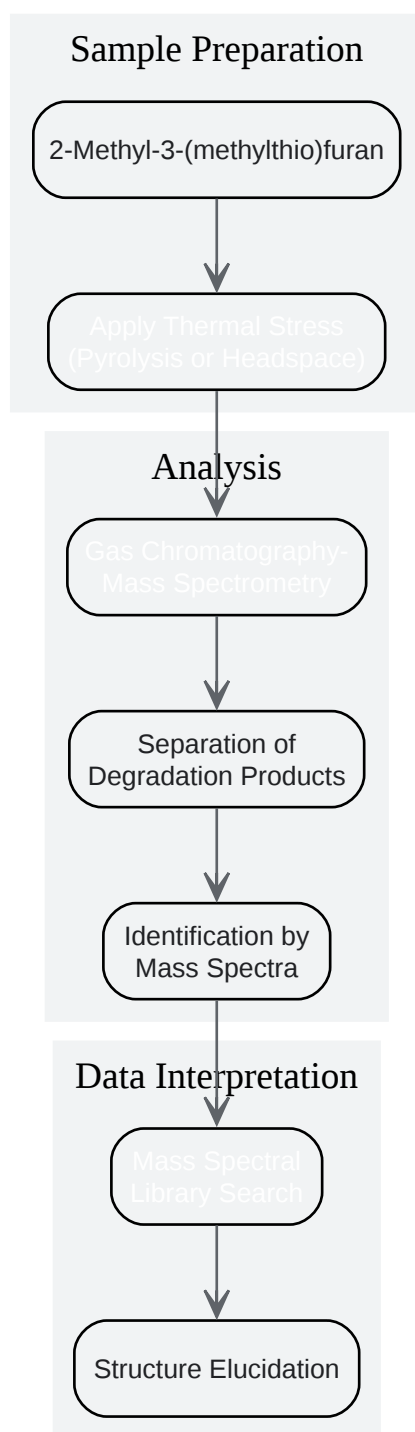 Sample Preparation
2-Methyl-3-(methylthio)furan
Apply Thermal Stress
(Pyrolysis or Headspace)
Analysis
Gas Chromatography-
Mass Spectrometry
Separation of
Degradation Products
Identification by
Mass Spectra
Data Interpretation
Mass Spectral
Library Search
Structure Elucidation